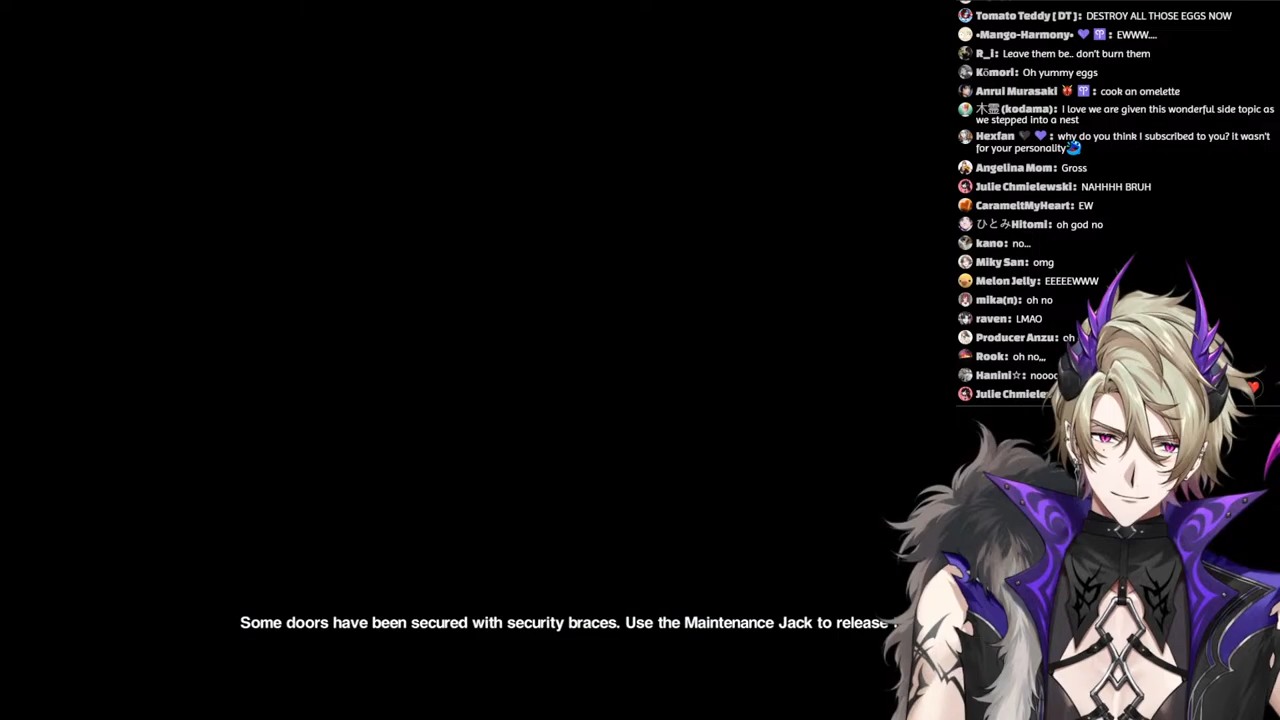 Tomato Teddy [ DT ]: DESTROY ALL THOSE EGGS NOW
•Mango-Harmony• 💜 ♈ : EWWW....
R_i: Leave them be.. don't burn them
Kōmori: Oh yummy eggs
Anrui Murasaki 👹 ♈ : cook an omelette
木霊 (kodama): I love we are given this wonderful side topic as
we stepped into a nest
Hexfan 🖤 💜 : why do you think I subscribed to you? it wasn't
for your personality
Angelina Mom: Gross
Julie Chmielewski: NAHHHH BRUH
CarameltMyHeart: EW
ひとみHitomi: oh god no
kano: no...
Miky San: omg
Melon Jelly: EEEEEWWW
mika(n): oh no
raven: LMAO
Producer Anzu: oh
Rook: oh no,,,
Hanini☆: noooo
Julie
Some doors have been secured with security braces. Use the Maintenance Jack to release